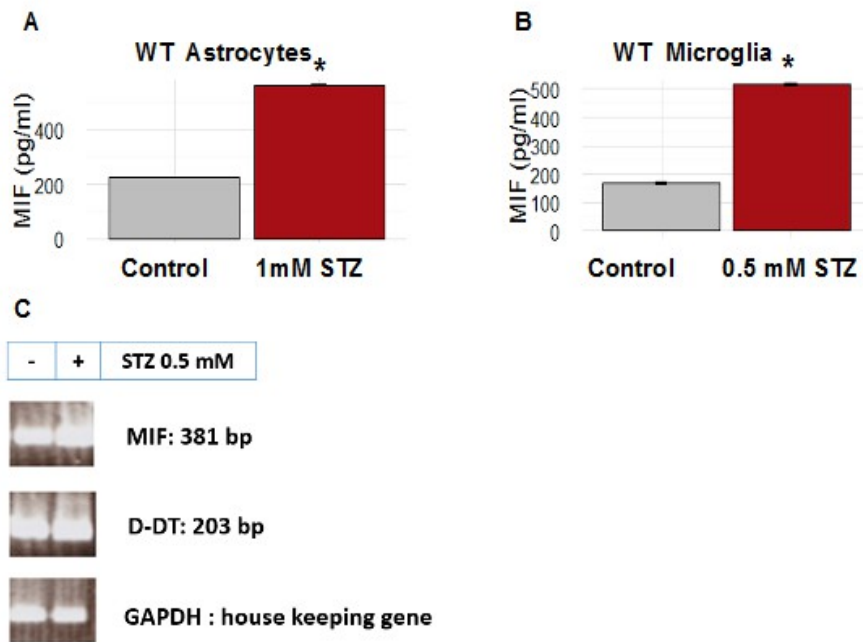 A
WT Astrocytes
*
MIF (pg/ml)
400
200
0
Control
1mM STZ
B
WT Microglia
*
MIF (pg/ml)
500
400
300
200
100
0
Control
0.5 mM STZ
C
- + STZ 0.5 mM
MIF: 381 bp
D-DT: 203 bp
GAPDH : house keeping gene